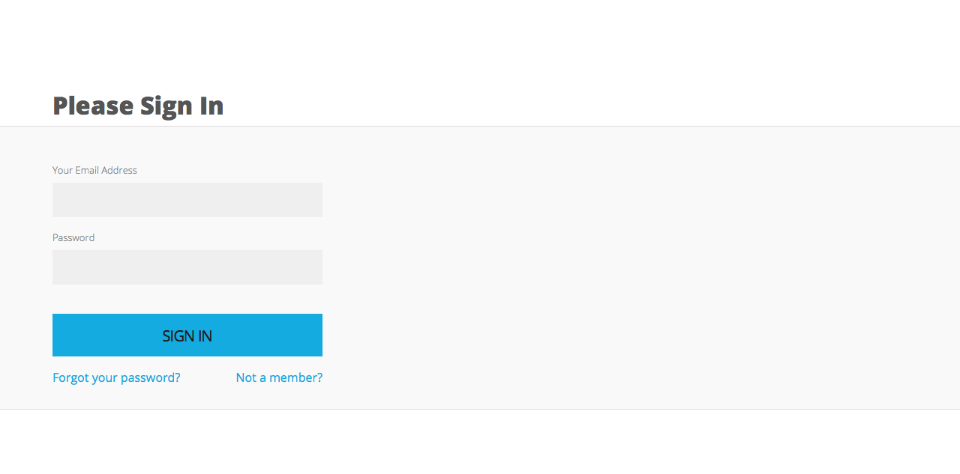 Please Sign In
Your Email Address
Password
SIGN IN
Forgot your password? Not a member?